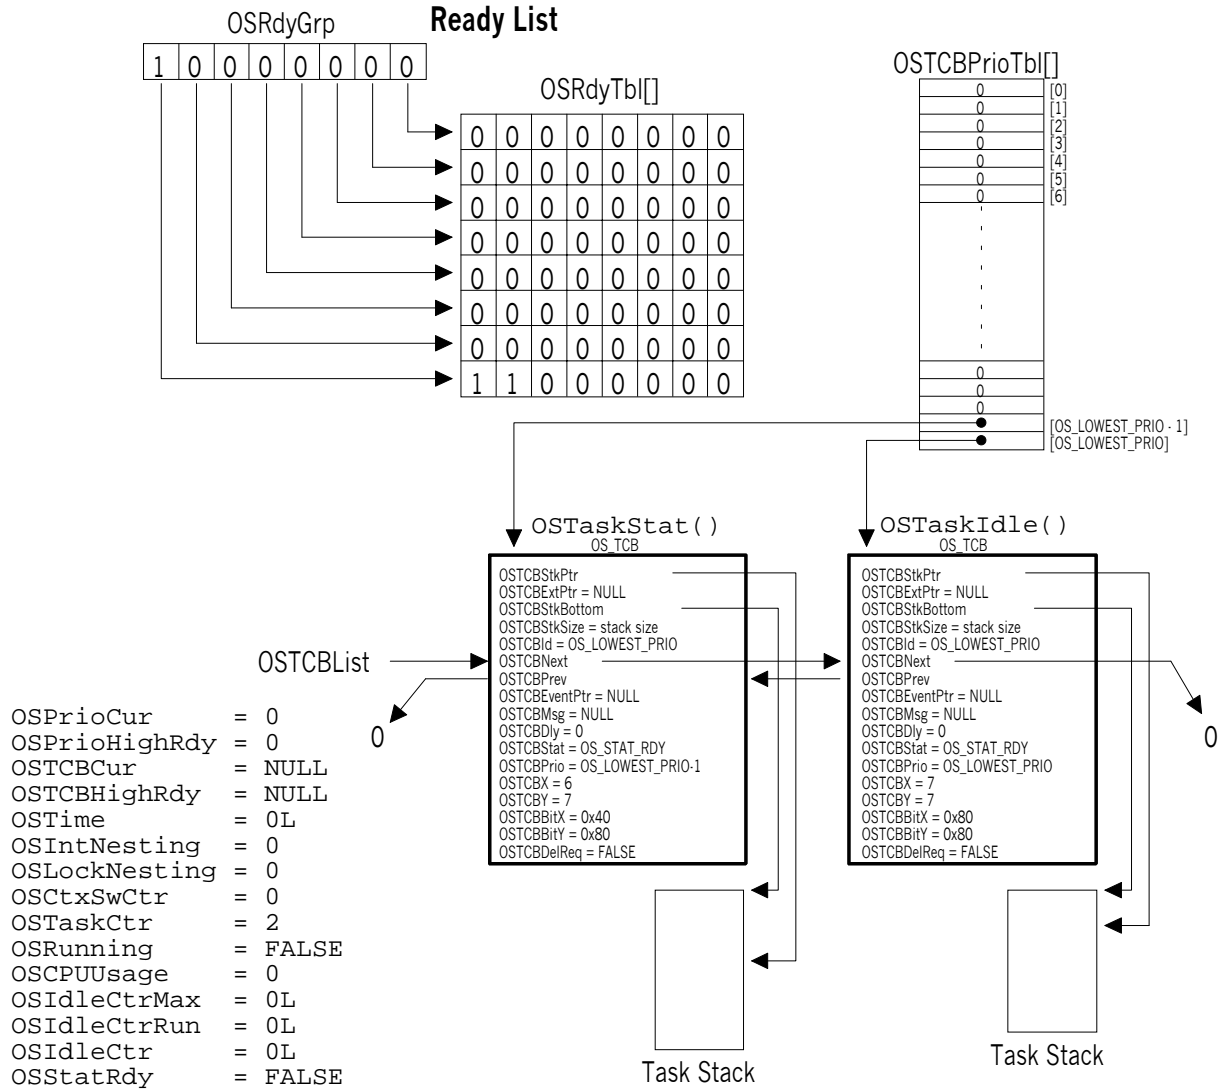 Ready List
OSRdyGrp
1 0 0 0 0 0 0 0
OSRdyTbl[]
0 0 0 0 0 0 0 0
0 0 0 0 0 0 0 0
0 0 0 0 0 0 0 0
0 0 0 0 0 0 0 0
0 0 0 0 0 0 0 0
0 0 0 0 0 0 0 0
0 0 0 0 0 0 0 0
1 1 0 0 0 0 0 0
OSTCBPrioTbl[]
0 [0]
0 [1]
0 [2]
0 [3]
0 [4]
0 [5]
0 [6]
0
0
0
[OS_LOWEST_PRIO - 1]
[OS_LOWEST_PRIO]
OSTaskStat()
OS_TCB
OSTCBStkPtr
OSTCBExtPtr = NULL
OSTCBStkBottom
OSTCBStkSize = stack size
OSTCBId = OS_LOWEST_PRIO
OSTCBNext
OSTCBPrev
OSTCBEventPtr = NULL
OSTCBMsg = NULL
OSTCBDly = 0
OSTCBStat = OS_STAT_RDY
OSTCBPrio = OS_LOWEST_PRIO-1
OSTCBX = 6
OSTCBY = 7
OSTCBBitX = 0x40
OSTCBBitY = 0x80
OSTCBDelReq = FALSE
Task Stack
OSTaskIdle()
OS_TCB
OSTCBStkPtr
OSTCBExtPtr = NULL
OSTCBStkBottom
OSTCBStkSize = stack size
OSTCBId = OS_LOWEST_PRIO
OSTCBNext
OSTCBPrev
OSTCBEventPtr = NULL
OSTCBMsg = NULL
OSTCBDly = 0
OSTCBStat = OS_STAT_RDY
OSTCBPrio = OS_LOWEST_PRIO
OSTCBX = 7
OSTCBY = 7
OSTCBBitX = 0x80
OSTCBBitY = 0x80
OSTCBDelReq = FALSE
Task Stack
0
OSTCBList
0
OSPrioCur = 0
OSPrioHighRdy = 0
OSTCBCur = NULL
OSTCBHighRdy = NULL
OSTime = 0L
OSIntNesting = 0
OSLockNesting = 0
OSCtxSwCtr = 0
OSTaskCtr = 2
OSRunning = FALSE
OSCPUUsage = 0
OSIdleCtrMax = 0L
OSIdleCtrRun = 0L
OSIdleCtr = 0L
OSStatRdy = FALSE